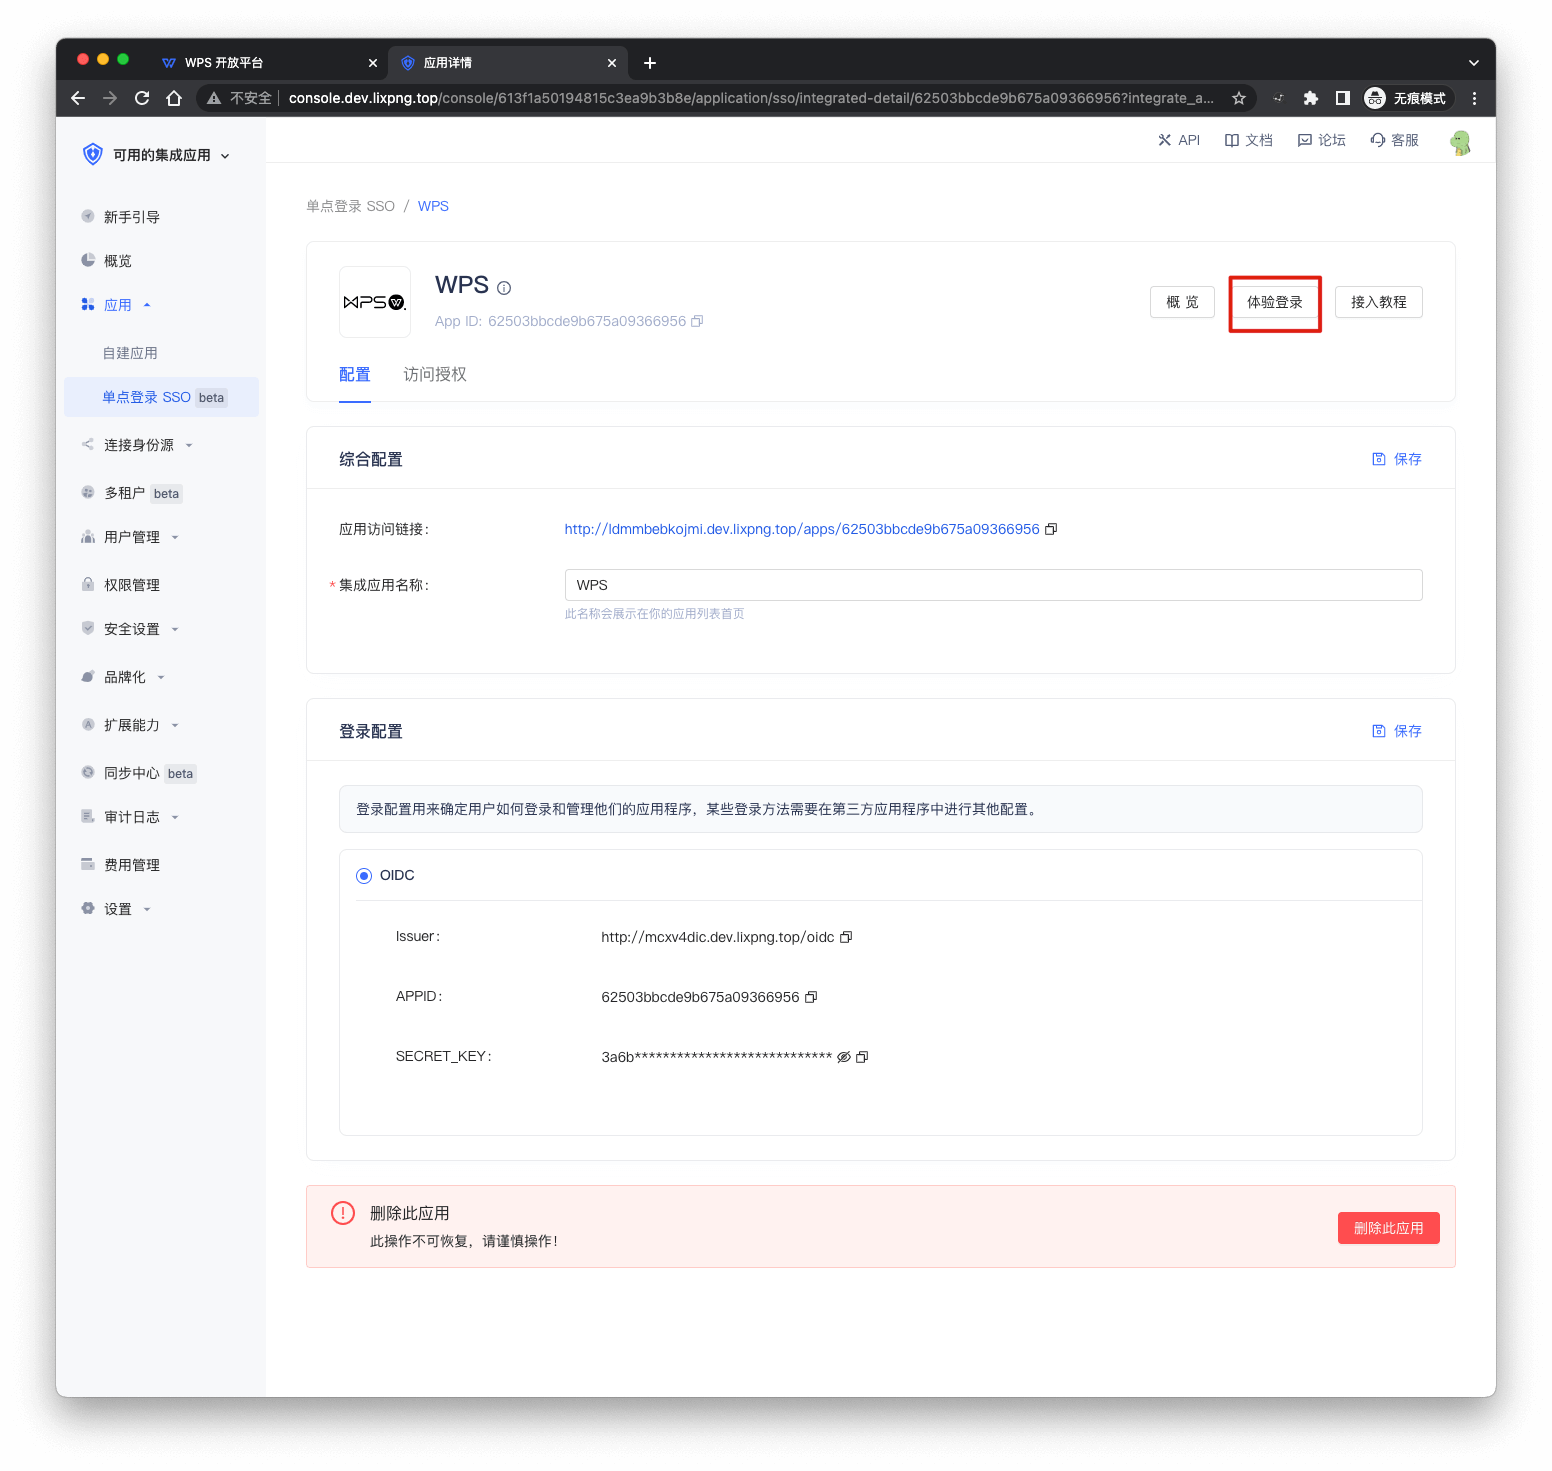 WPS 开放平台
应用详情
不安全
console.dev.lixpng.top/console/613f1a50194815c3ea9b3b8e/application/sso/integrated-detail/62503bbcde9b675a09366956?integrate_a...
无痕模式
可用的集成应用
API
文档
论坛
客服
新手引导
概览
应用
自建应用
单点登录 SSO beta
连接身份源
多租户 beta
用户管理
权限管理
安全设置
品牌化
扩展能力
同步中心 beta
审计日志
费用管理
设置
单点登录 SSO / WPS
WPS
WPS
App ID: 62503bbcde9b675a09366956
概 览
体验登录
接入教程
配置
访问授权
综合配置
保存
应用访问链接：
http://ldmmbebkojmi.dev.lixpng.top/apps/62503bbcde9b675a09366956
* 集成应用名称：
WPS
此名称会展示在你的应用列表首页
登录配置
保存
登录配置用来确定用户如何登录和管理他们的应用程序，某些登录方法需要在第三方应用程序中进行其他配置。
OIDC
Issuer：
http://mcxv4dic.dev.lixpng.top/oidc
APPID：
62503bbcde9b675a09366956
SECRET_KEY：
3a6b****************************
删除此应用
此操作不可恢复，请谨慎操作！
删除此应用